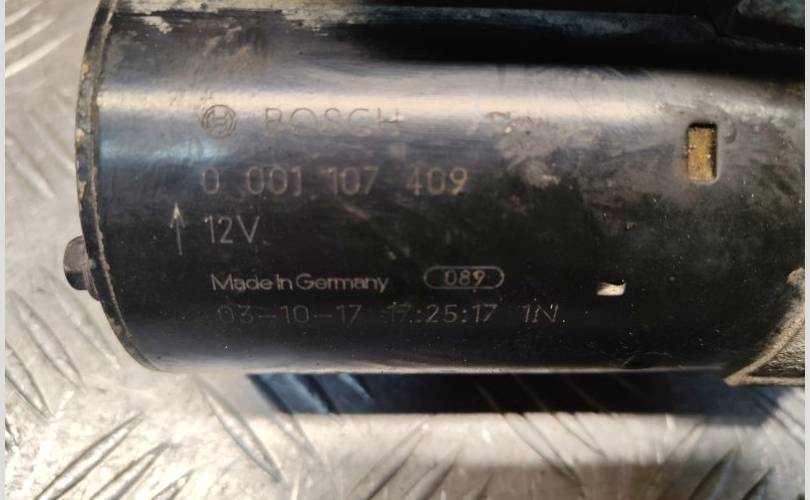 BOSCH
0 001 107 409
12V
Made in Germany 089
03-10-17 17:25:17 1N